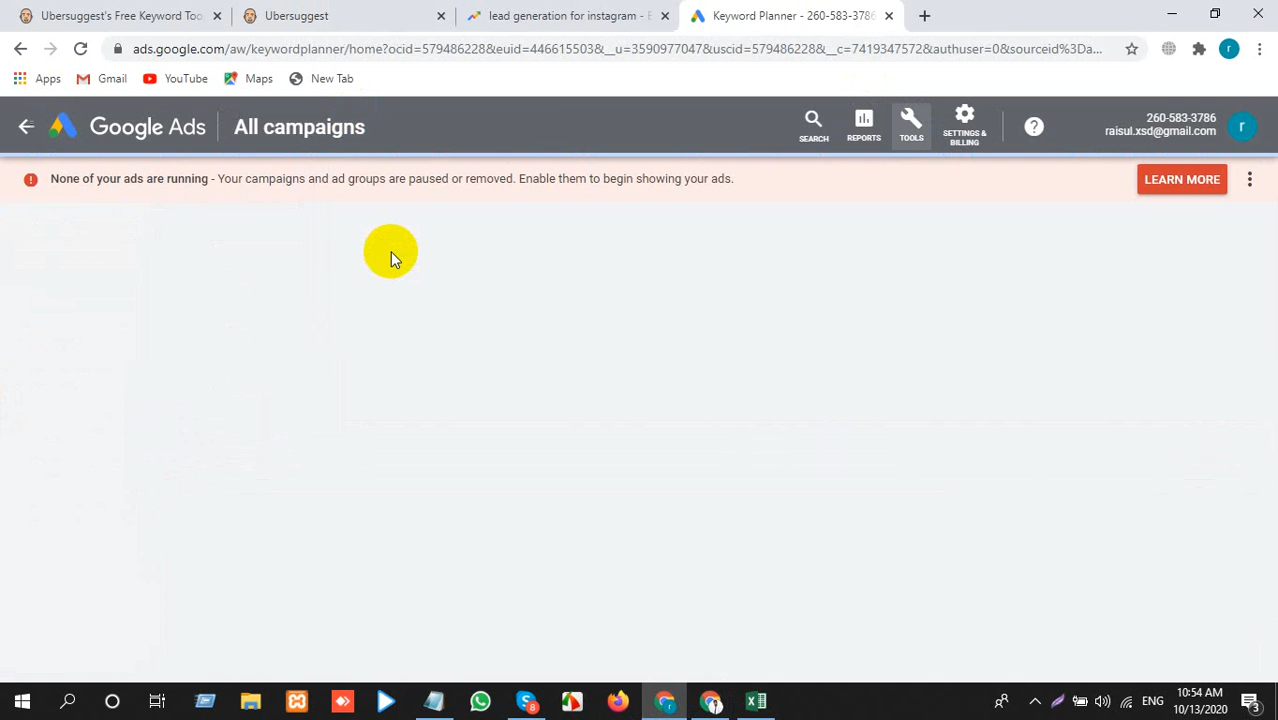 Ubersuggest's Free Keyword Too
Ubersuggest
lead generation for instagram - E
Keyword Planner - 260-583-3786
ads.google.com/aw/keywordplanner/home?ocid=579486228&euid=446615503&__u=3590977047&uscid=579486228&__c=7419347572&authuser=0&sourceid%3Da...
r
Apps
Gmail
YouTube
Maps
New Tab
Google Ads
All campaigns
SEARCH
REPORTS
TOOLS
SETTINGS &
BILLING
260-583-3786
raisul.xsd@gmail.com
r
None of your ads are running - Your campaigns and ad groups are paused or removed. Enable them to begin showing your ads.
LEARN MORE
8
r
ENG
10:54 AM
10/13/2020
3